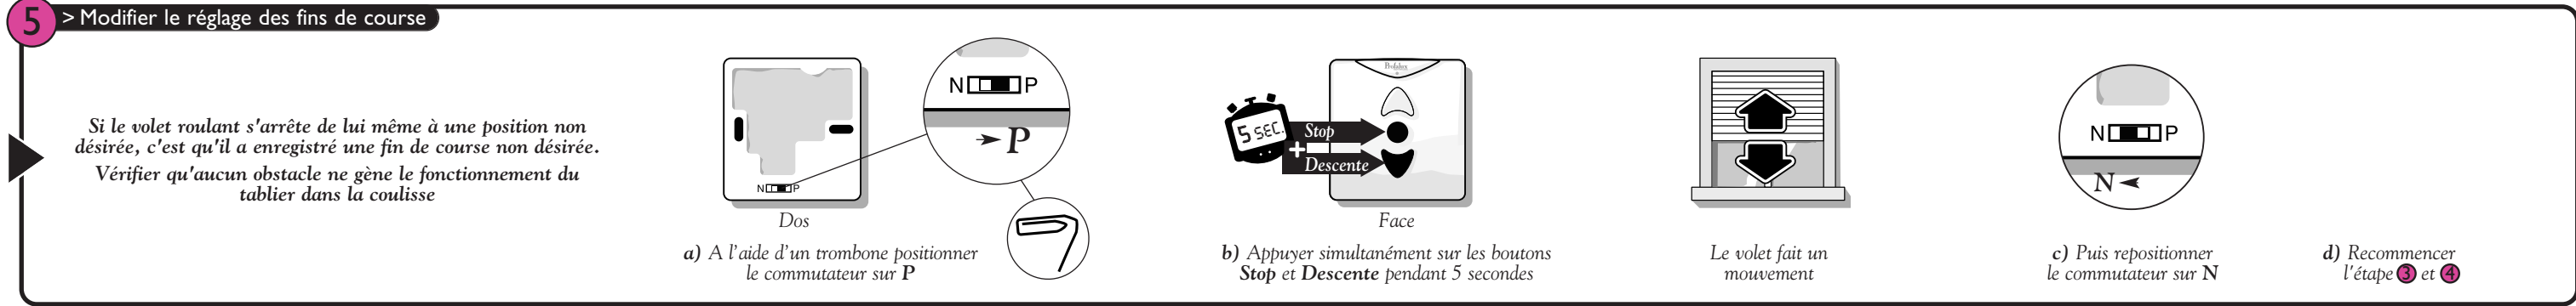 5
> Modifier le réglage des fins de course
Si le volet roulant s'arrête de lui même à une position non
désirée, c'est qu'il a enregistré une fin de course non désirée.
Vérifier qu'aucun obstacle ne gène le fonctionnement du
tablier dans la coulisse
N P
Dos
N P
P
a) A l'aide d'un trombone positionner
le commutateur sur P
Profalux
5 SEC.
Stop
+
Descente
Face
b) Appuyer simultanément sur les boutons
Stop et Descente pendant 5 secondes
Le volet fait un
mouvement
N P
N
c) Puis repositionner
le commutateur sur N
d) Recommencer
l'étape 3 et 4